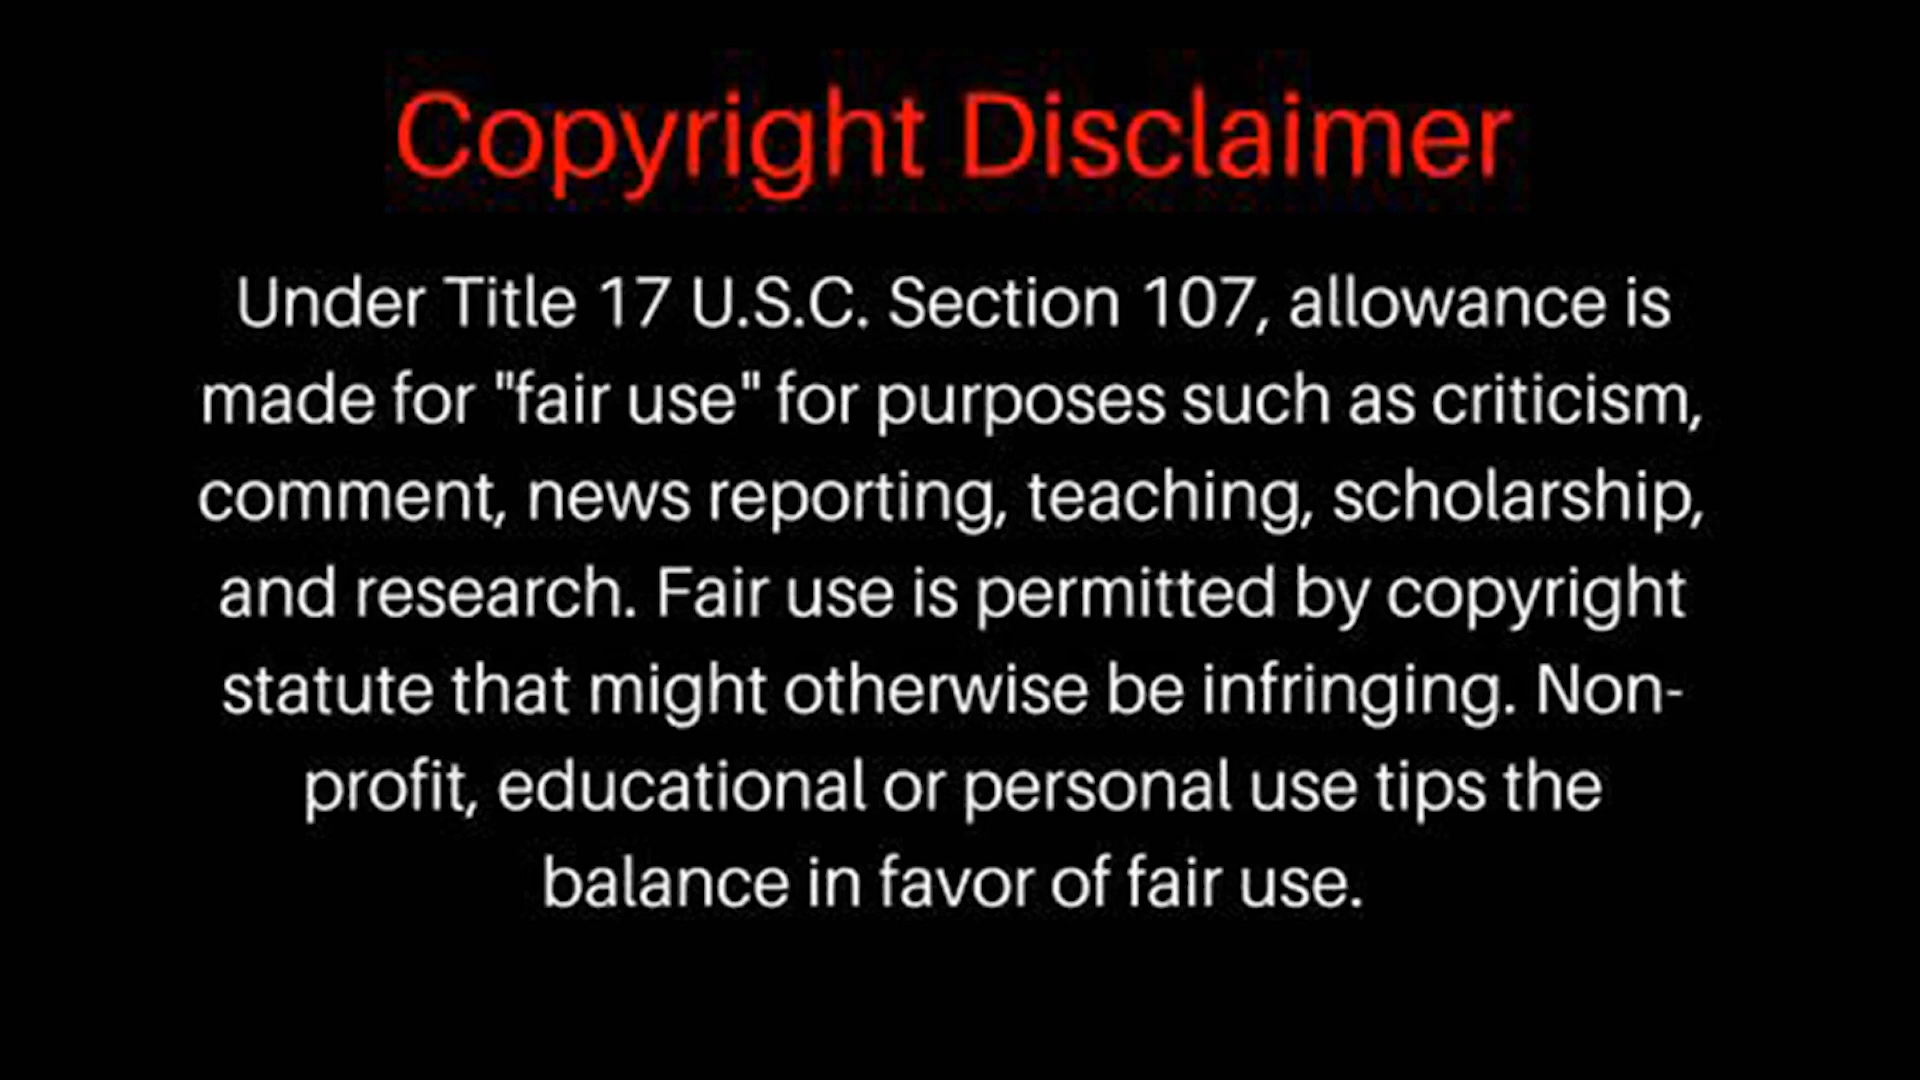 Copyright Disclaimer
Under Title 17 U.S.C. Section 107, allowance is
made for "fair use" for purposes such as criticism,
comment, news reporting, teaching, scholarship,
and research. Fair use is permitted by copyright
statute that might otherwise be infringing. Non-
profit, educational or personal use tips the
balance in favor of fair use.